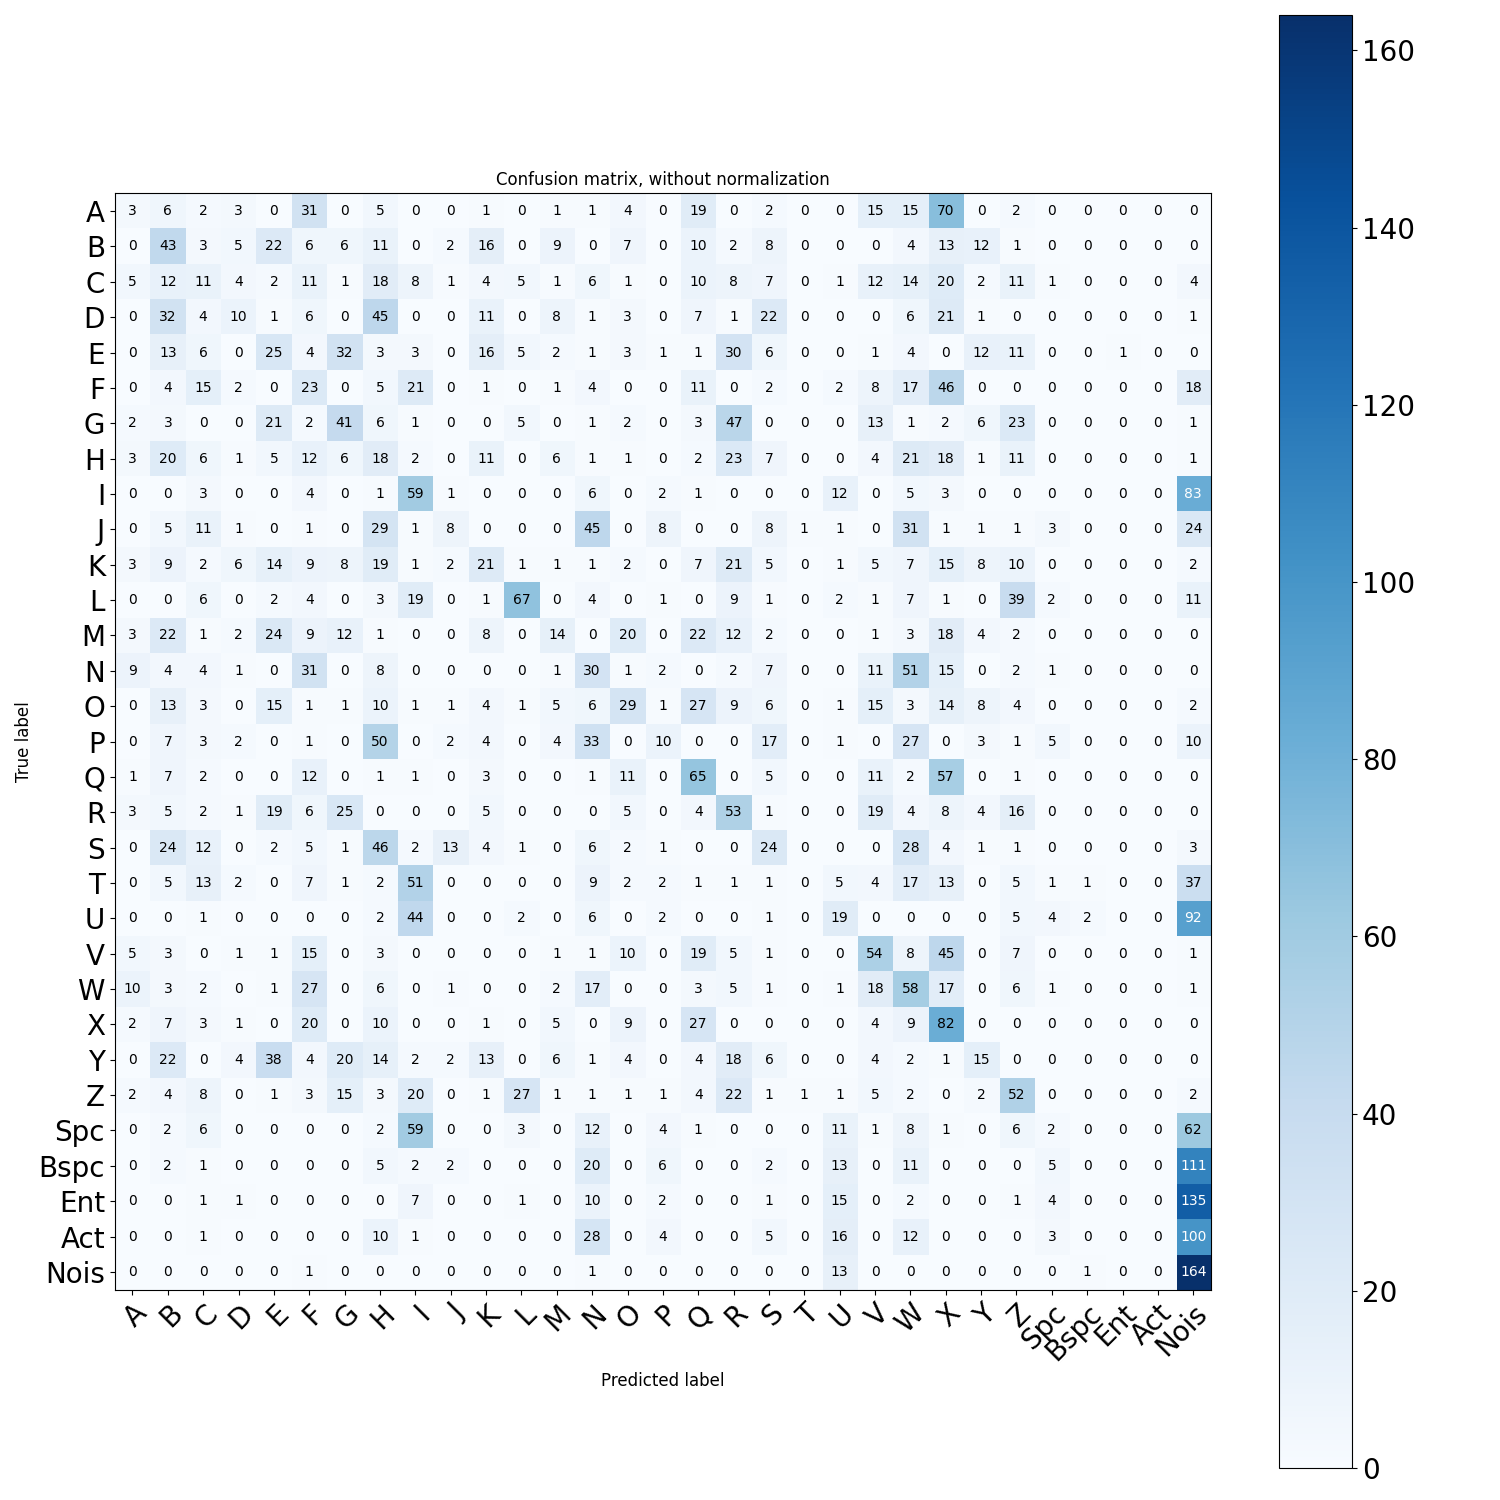 Confusion matrix, without normalization
A 3 6 2 3 0 31 0 5 0 0 1 0 1 1 4 0 19 0 2 0 0 15 15 70 0 2 0 0 0 0 0
B 0 43 3 5 22 6 6 11 0 2 16 0 9 0 7 0 10 2 8 0 0 0 4 13 12 1 0 0 0 0 0
C 5 12 11 4 2 11 1 18 8 1 4 5 1 6 1 0 10 8 7 0 1 12 14 20 2 11 1 0 0 0 4
D 0 32 4 10 1 6 0 45 0 0 11 0 8 1 3 0 7 1 22 0 0 0 6 21 1 0 0 0 0 0 1
E 0 13 6 0 25 4 32 3 3 0 16 5 2 1 3 1 1 30 6 0 0 1 4 0 12 11 0 0 1 0 0
F 0 4 15 2 0 23 0 5 21 0 1 0 1 4 0 0 11 0 2 0 2 8 17 46 0 0 0 0 0 0 18
G 2 3 0 0 21 2 41 6 1 0 0 5 0 1 2 0 3 47 0 0 0 13 1 2 6 23 0 0 0 0 1
H 3 20 6 1 5 12 6 18 2 0 11 0 6 1 1 0 2 23 7 0 0 4 21 18 1 11 0 0 0 0 1
I 0 0 3 0 0 4 0 1 59 1 0 0 0 6 0 2 1 0 0 0 12 0 5 3 0 0 0 0 0 0 83
J 0 5 11 1 0 1 0 29 1 8 0 0 0 45 0 8 0 0 8 1 1 0 31 1 1 1 3 0 0 0 24
K 3 9 2 6 14 9 8 19 1 2 21 1 1 1 2 0 7 21 5 0 1 5 7 15 8 10 0 0 0 0 2
L 0 0 6 0 2 4 0 3 19 0 1 67 0 4 0 1 0 9 1 0 2 1 7 1 0 39 2 0 0 0 11
M 3 22 1 2 24 9 12 1 0 0 8 0 14 0 20 0 22 12 2 0 0 1 3 18 4 2 0 0 0 0 0
N 9 4 4 1 0 31 0 8 0 0 0 0 1 30 1 2 0 2 7 0 0 11 51 15 0 2 1 0 0 0 0
O 0 13 3 0 15 1 1 10 1 1 4 1 5 6 29 1 27 9 6 0 1 15 3 14 8 4 0 0 0 0 2
P 0 7 3 2 0 1 0 50 0 2 4 0 4 33 0 10 0 0 17 0 1 0 27 0 3 1 5 0 0 0 10
Q 1 7 2 0 0 12 0 1 1 0 3 0 0 1 11 0 65 0 5 0 0 11 2 57 0 1 0 0 0 0 0
R 3 5 2 1 19 6 25 0 0 0 5 0 0 0 5 0 4 53 1 0 0 19 4 8 4 16 0 0 0 0 0
S 0 24 12 0 2 5 1 46 2 13 4 1 0 6 2 1 0 0 24 0 0 0 28 4 1 1 0 0 0 0 3
T 0 5 13 2 0 7 1 2 51 0 0 0 0 9 2 2 1 1 1 0 5 4 17 13 0 5 1 1 0 0 37
U 0 0 1 0 0 0 0 2 44 0 0 2 0 6 0 2 0 0 1 0 19 0 0 0 0 5 4 2 0 0 92
V 5 3 0 1 1 15 0 3 0 0 0 0 1 1 10 0 19 5 1 0 0 54 8 45 0 7 0 0 0 0 1
W 10 3 2 0 1 27 0 6 0 1 0 0 2 17 0 0 3 5 1 0 1 18 58 17 0 6 1 0 0 0 1
X 2 7 3 1 0 20 0 10 0 0 1 0 5 0 9 0 27 0 0 0 0 4 9 82 0 0 0 0 0 0 0
Y 0 22 0 4 38 4 20 14 2 2 13 0 6 1 4 0 4 18 6 0 0 4 2 1 15 0 0 0 0 0 0
Z 2 4 8 0 1 3 15 3 20 0 1 27 1 1 1 1 4 22 1 1 1 5 2 0 2 52 0 0 0 0 2
Spc 0 2 6 0 0 0 0 2 59 0 0 3 0 12 0 4 1 0 0 0 11 1 8 1 0 6 2 0 0 0 62
Bspc 0 2 1 0 0 0 0 5 2 2 0 0 0 20 0 6 0 0 2 0 13 0 11 0 0 0 5 0 0 0 111
Ent 0 0 1 1 0 0 0 0 7 0 0 1 0 10 0 2 0 0 1 0 15 0 2 0 0 1 4 0 0 0 135
Act 0 0 1 0 0 0 0 10 1 0 0 0 0 28 0 4 0 0 5 0 16 0 12 0 0 0 3 0 0 0 100
Nois 0 0 0 0 0 1 0 0 0 0 0 0 0 1 0 0 0 0 0 0 13 0 0 0 0 0 0 1 0 0 164
A B C D E F G H I J K L M N O P Q R S T U V W X Y Z Spc Bspc Ent Act Nois
Predicted label
True label
160
140
120
100
80
60
40
20
0